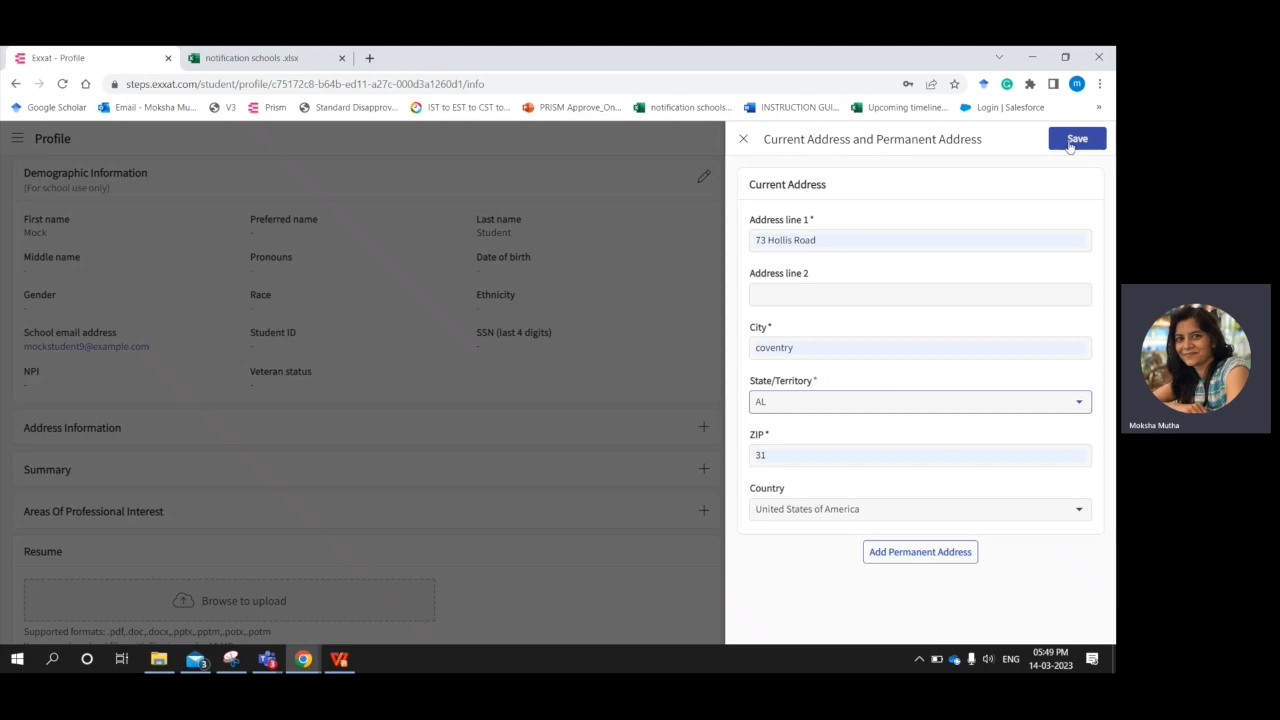 Exxat - Profile
notification schools .xlsx
steps.exxat.com/student/profile/c75172c8-b64b-ed11-a27c-000d3a1260d1/info
m
Google Scholar
Email - Moksha Mu...
V3
Prism
Standard Disapprov...
IST to EST to CST to...
PRISM Approve_On...
notification schools...
INSTRUCTION GUI...
Upcoming timeline...
Login | Salesforce
»
Profile
Demographic Information
(For school use only)
First name
Mock
Preferred name
-
Last name
Student
Middle name
-
Pronouns
-
Date of birth
-
Gender
-
Race
-
Ethnicity
-
School email address
mockstudent9@example.com
Student ID
-
SSN (last 4 digits)
-
NPI
-
Veteran status
-
Address Information
Summary
Areas Of Professional Interest
Resume
Browse to upload
Supported formats: .pdf,.doc,.docx,.pptx,.pptm,.potx,.potm
Current Address and Permanent Address
Save
Current Address
Address line 1 *
73 Hollis Road
Address line 2
City *
coventry
State/Territory *
AL
ZIP *
31
Country
United States of America
Add Permanent Address
Moksha Mutha
3
3
ENG
05:49 PM
14-03-2023